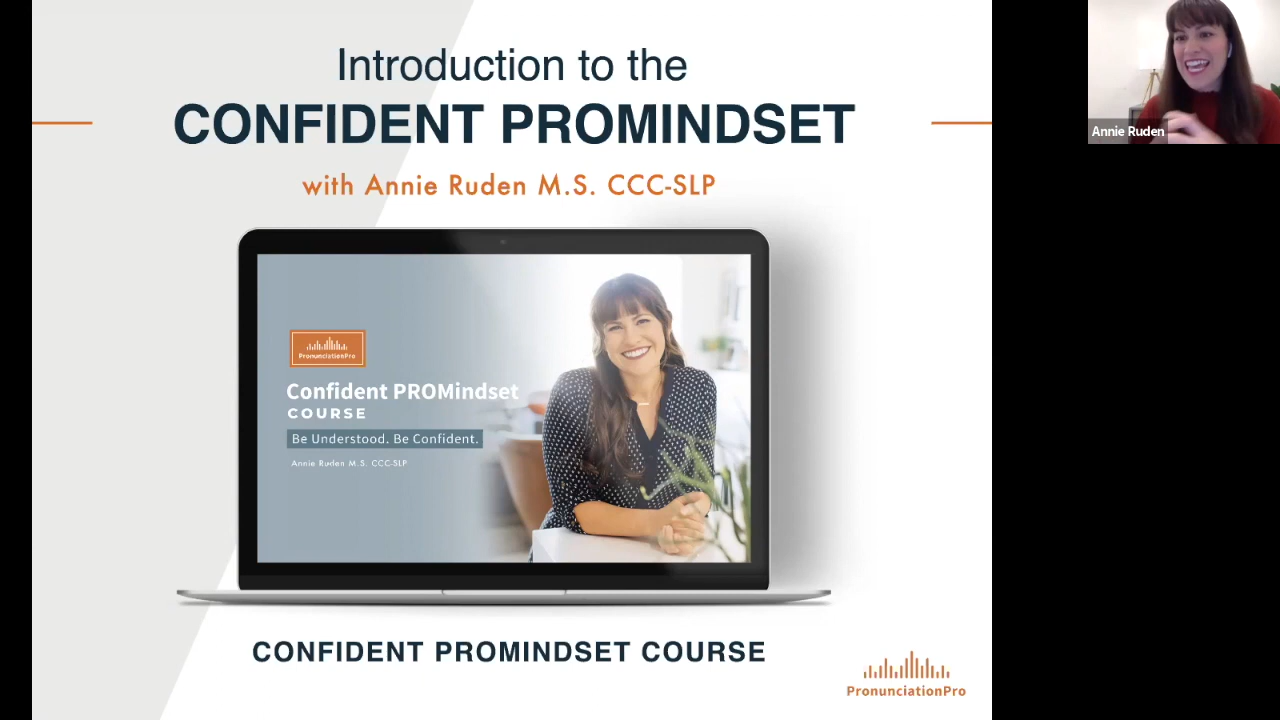 Introduction to the
CONFIDENT PROMINDSET
with Annie Ruden M.S. CCC-SLP
PronunciationPro
Confident PROMindset
COURSE
Be Understood. Be Confident.
Annie Ruden M.S. CCC-SLP
CONFIDENT PROMINDSET COURSE
PronunciationPro
Annie Ruden